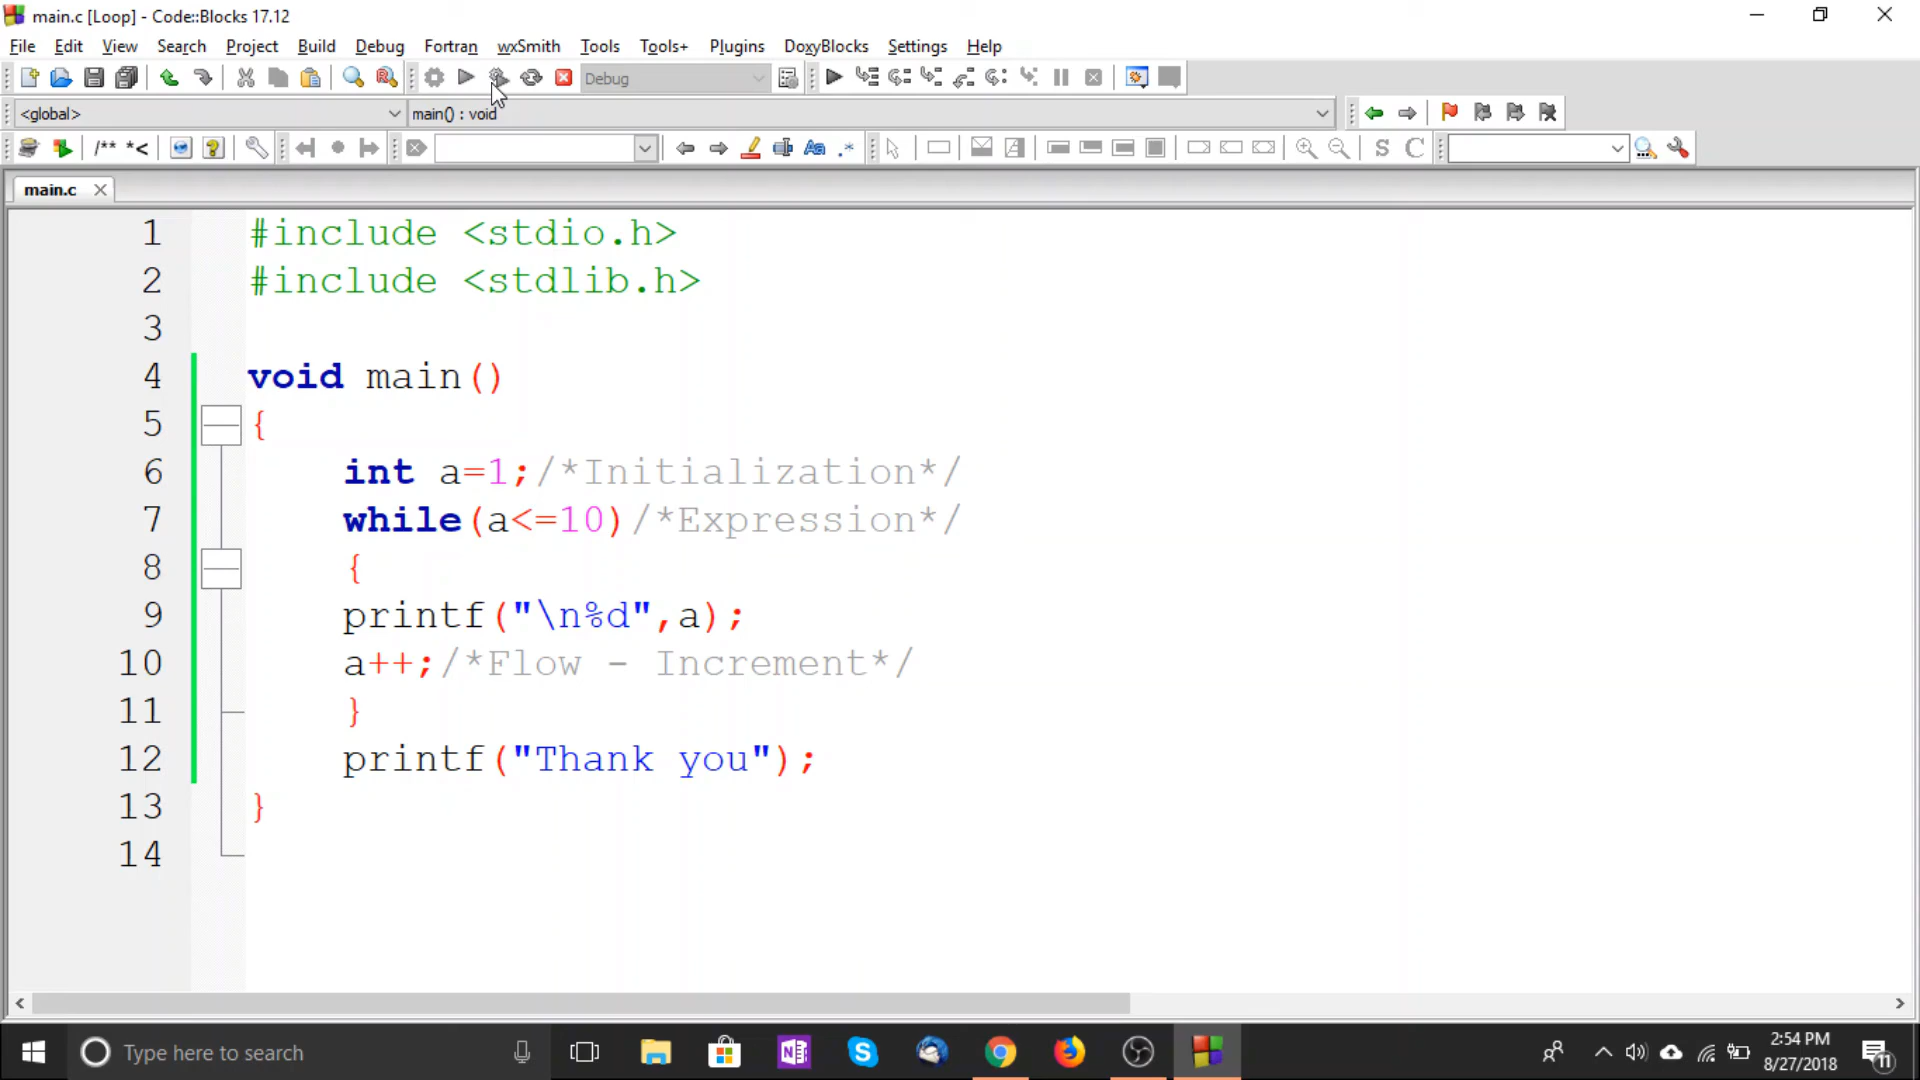 main.c [Loop] - Code::Blocks 17.12
File Edit View Search Project Build Debug Fortran wxSmith Tools Tools+ Plugins DoxyBlocks Settings Help
Debug
<global> main() : void
/** *<
Aa .* S C
main.c
1 #include <stdio.h>
2 #include <stdlib.h>
3
4 void main()
5 {
6 int a=1;/*Initialization*/
7 while(a<=10)/*Expression*/
8 {
9 printf("\n%d",a);
10 a++;/*Flow - Increment*/
11 }
12 printf("Thank you");
13 }
14
Type here to search
2:54 PM
8/27/2018
11